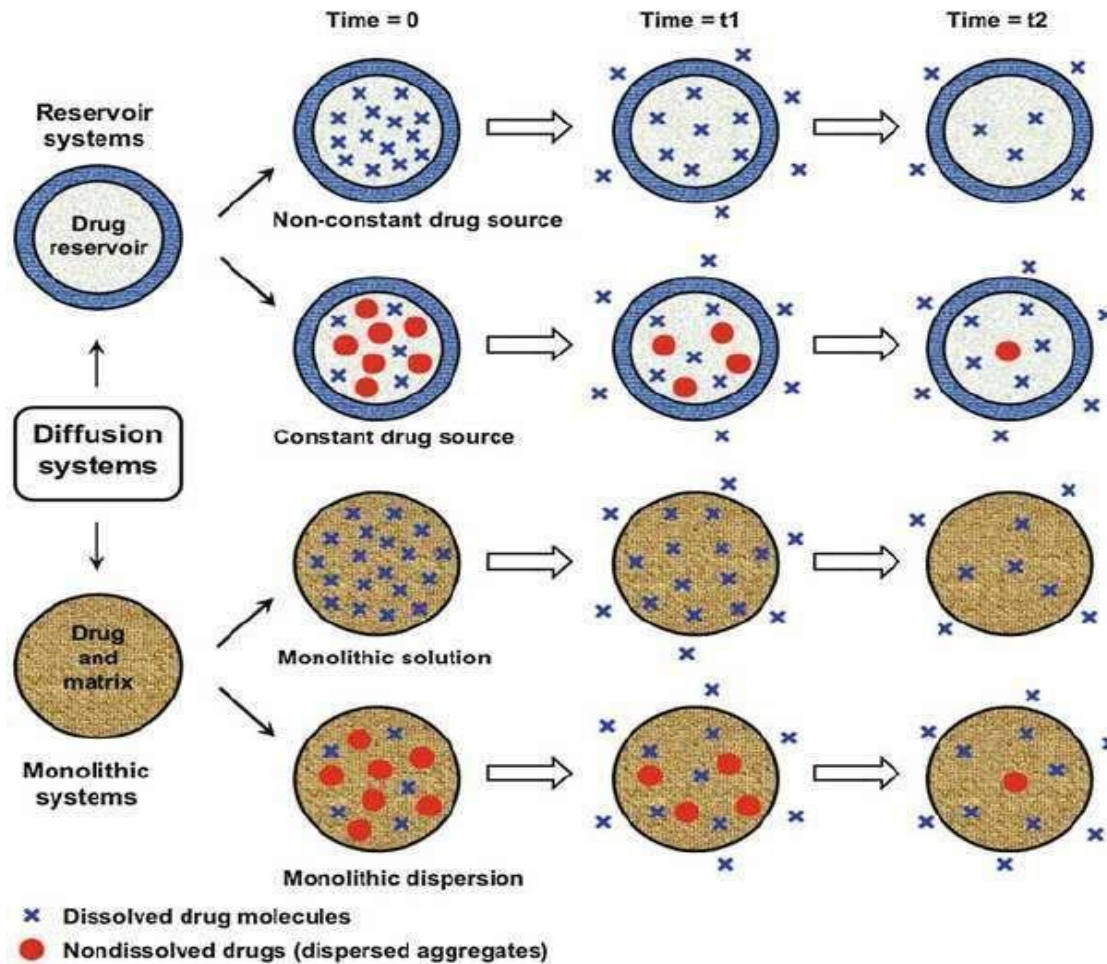 Time = 0
Time = t1
Time = t2
Reservoir
systems
Drug
reservoir
Non-constant drug source
Constant drug source
Diffusion
systems
Drug
and
matrix
Monolithic solution
Monolithic
systems
Monolithic dispersion
Dissolved drug molecules
Nondissolved drugs (dispersed aggregates)